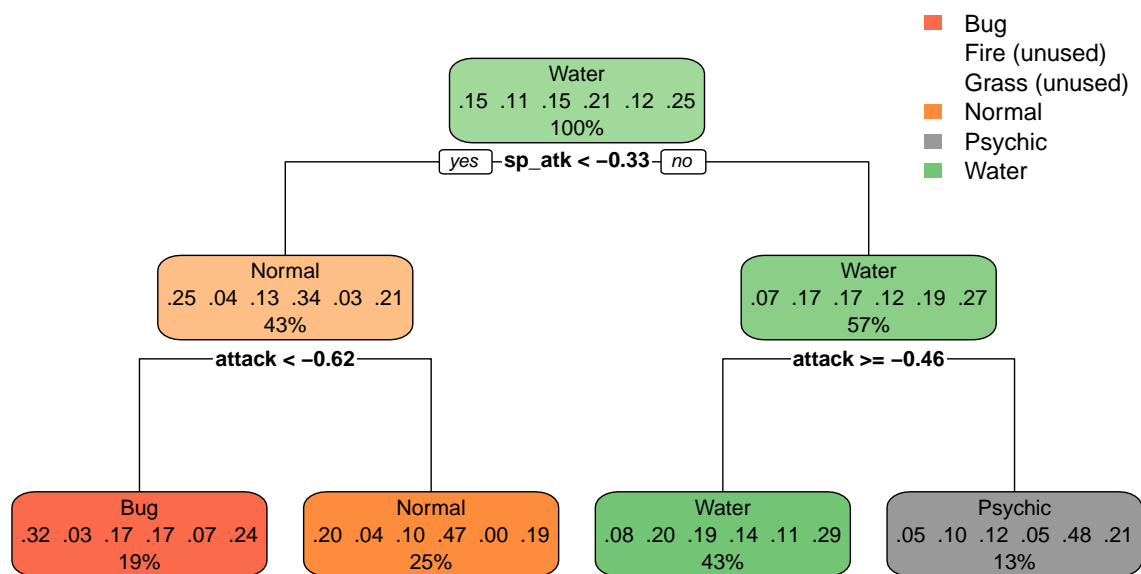 Bug
Fire (unused)
Grass (unused)
Normal
Psychic
Water
Water
.15 .11 .15 .21 .12 .25
100%
yes sp_atk < −0.33 no
Normal
.25 .04 .13 .34 .03 .21
43%
Water
.07 .17 .17 .12 .19 .27
57%
attack < −0.62
attack >= −0.46
Bug
.32 .03 .17 .17 .07 .24
19%
Normal
.20 .04 .10 .47 .00 .19
25%
Water
.08 .20 .19 .14 .11 .29
43%
Psychic
.05 .10 .12 .05 .48 .21
13%